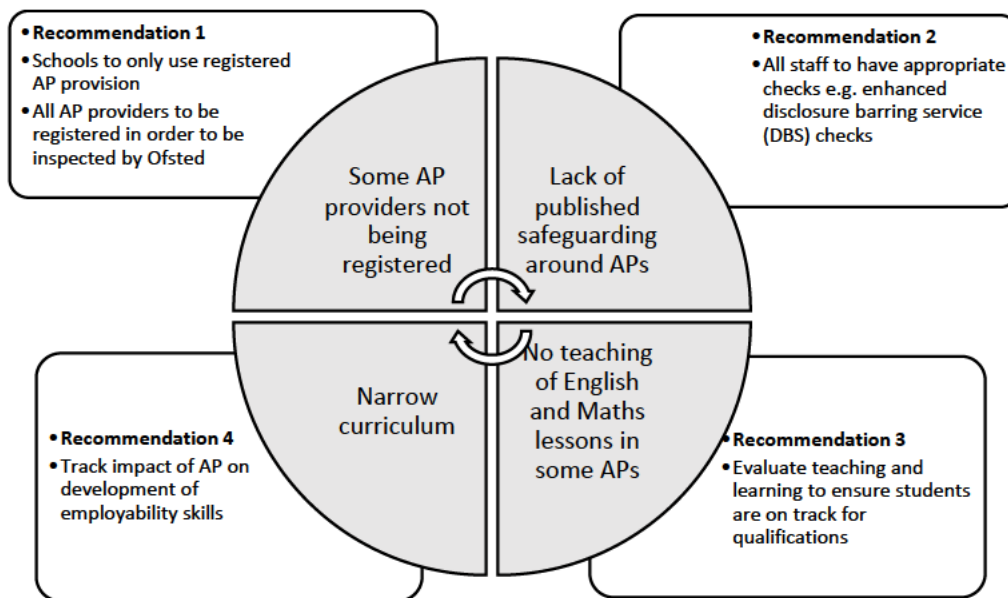 • Recommendation 1
• Schools to only use registered
AP provision
• All AP providers to be
registered in order to be
inspected by Ofsted
• Recommendation 2
• All staff to have appropriate
checks e.g. enhanced
disclosure barring service
(DBS) checks
Some AP
providers not
being
registered
Lack of
published
safeguarding
around APs
Narrow
curriculum
No teaching
of English
and Maths
lessons in
some APs
• Recommendation 4
• Track impact of AP on
development of
employability skills
• Recommendation 3
• Evaluate teaching and
learning to ensure students
are on track for
qualifications